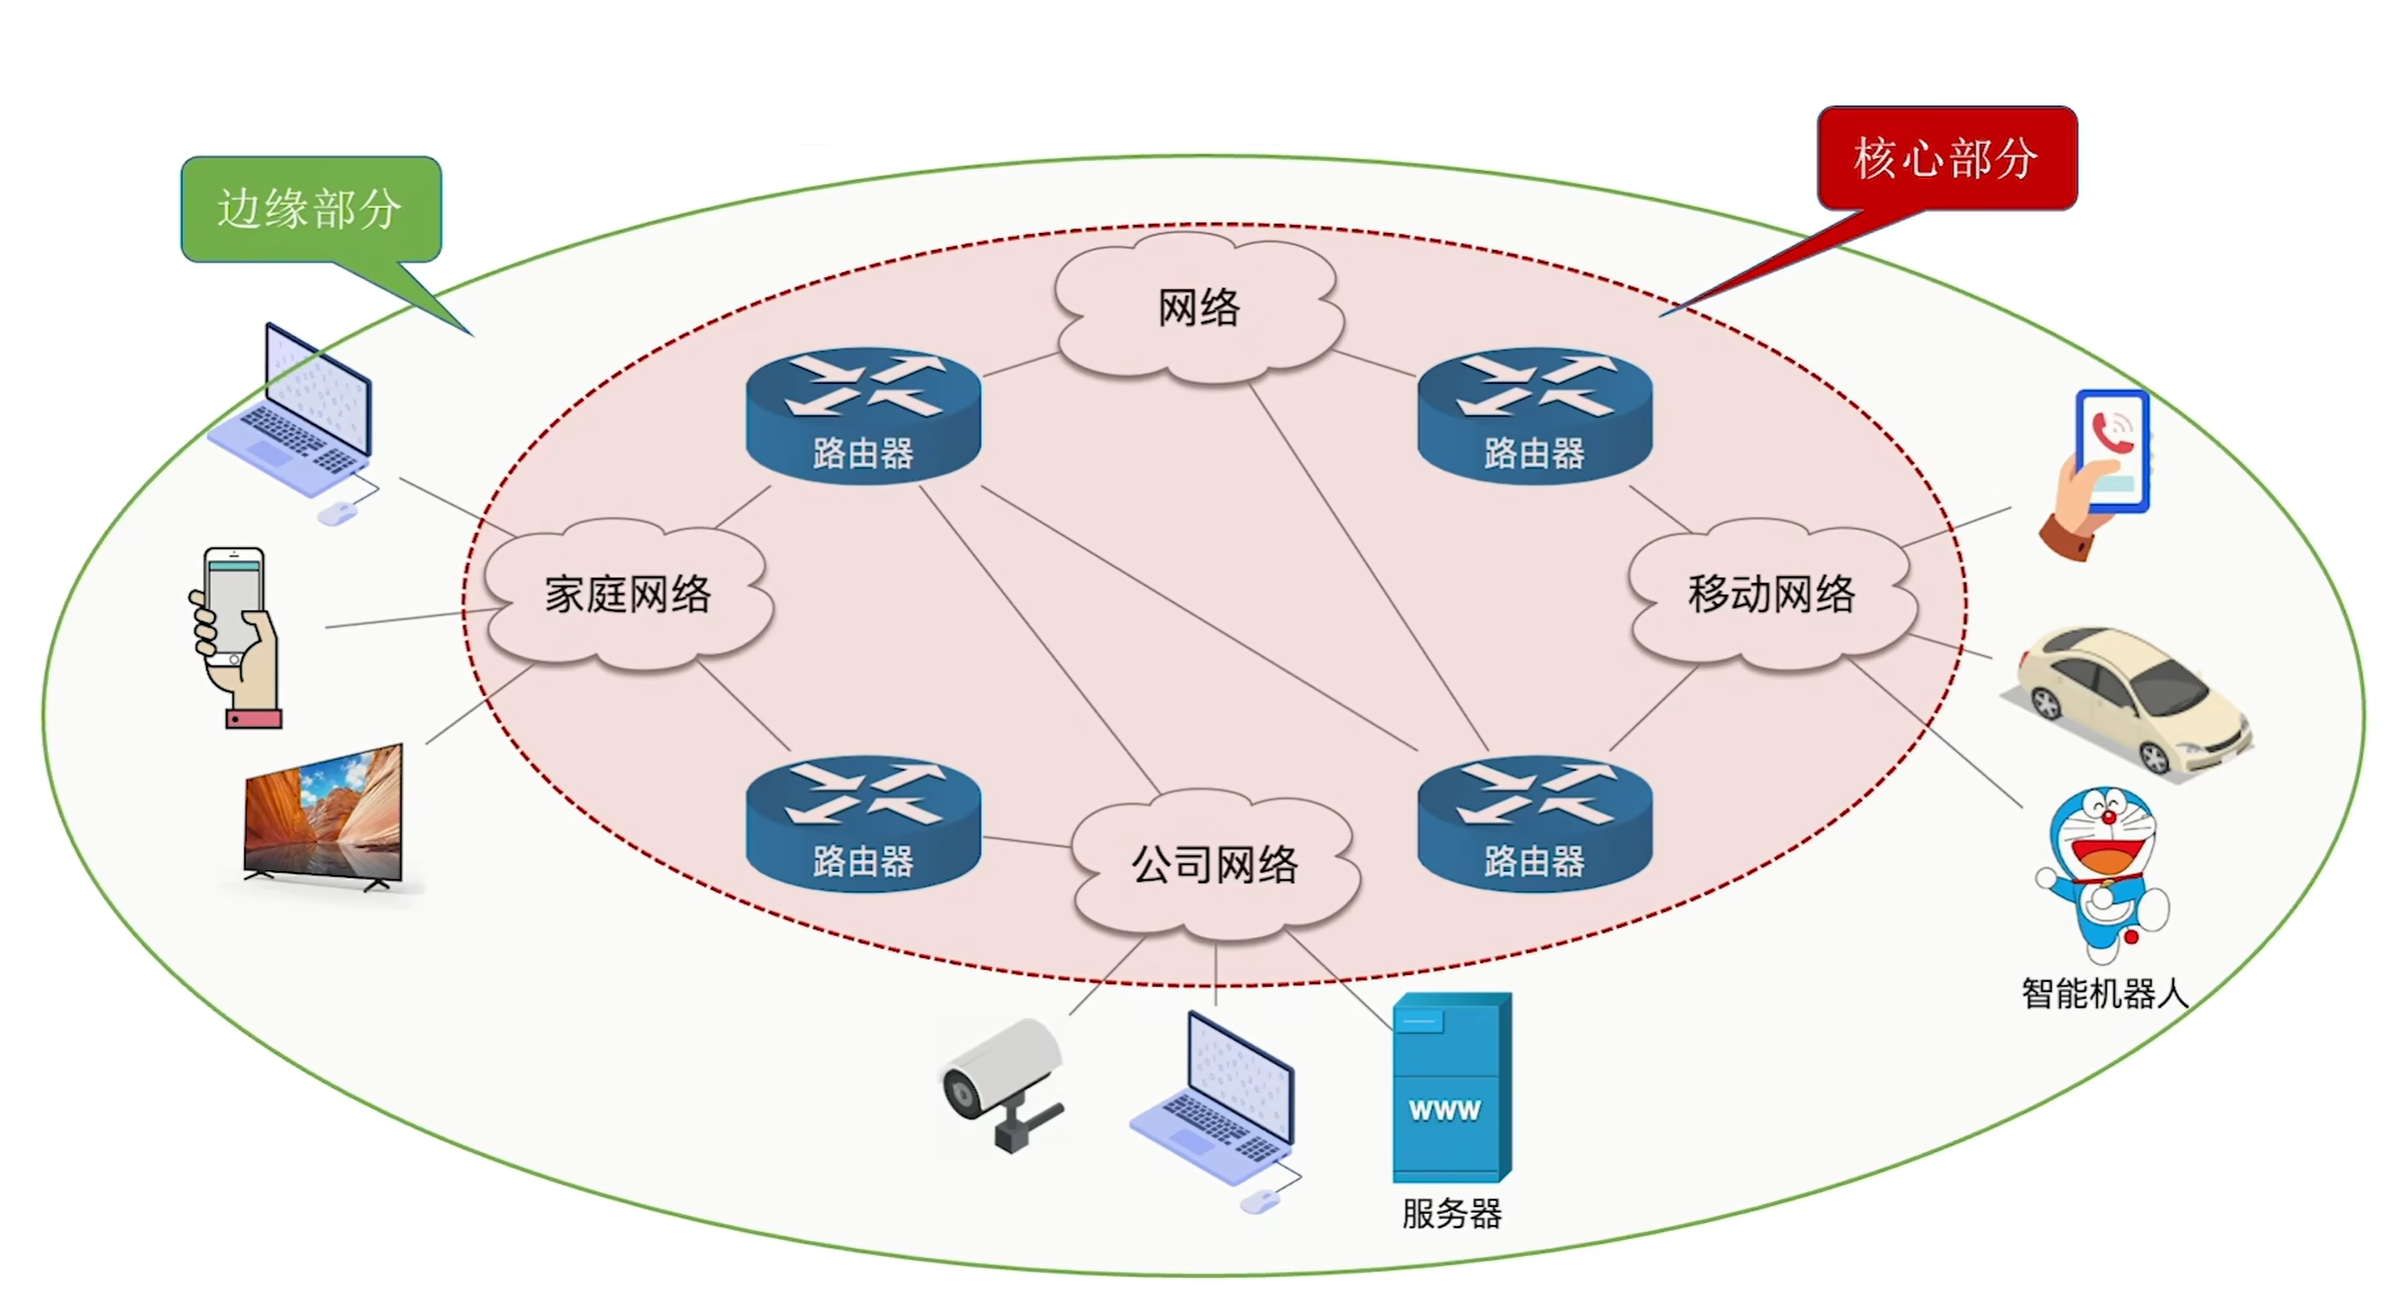 核心部分
边缘部分
网络
路由器
路由器
家庭网络
移动网络
路由器
公司网络
路由器
智能机器人
www
服务器